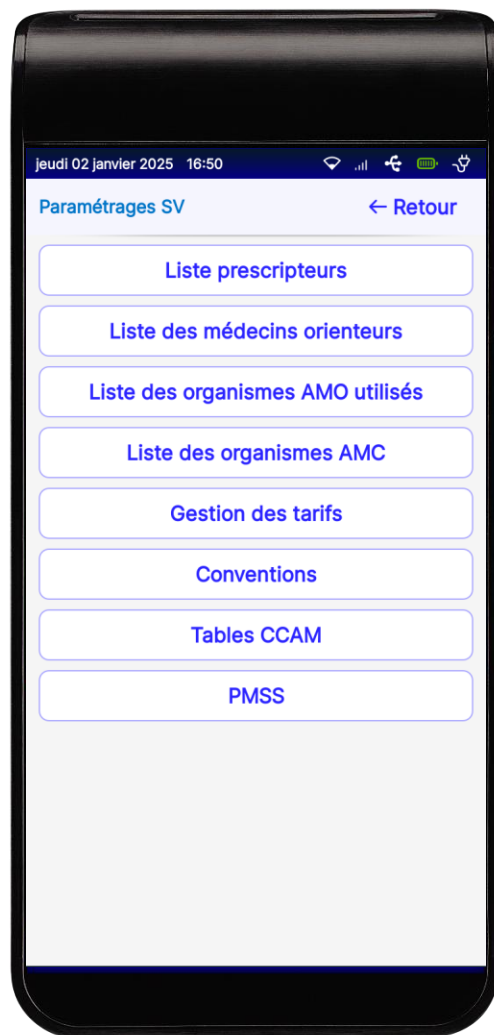 jeudi 02 janvier 2025 16:50
Paramétrages SV
← Retour
Liste prescripteurs
Liste des médecins orienteurs
Liste des organismes AMO utilisés
Liste des organismes AMC
Gestion des tarifs
Conventions
Tables CCAM
PMSS